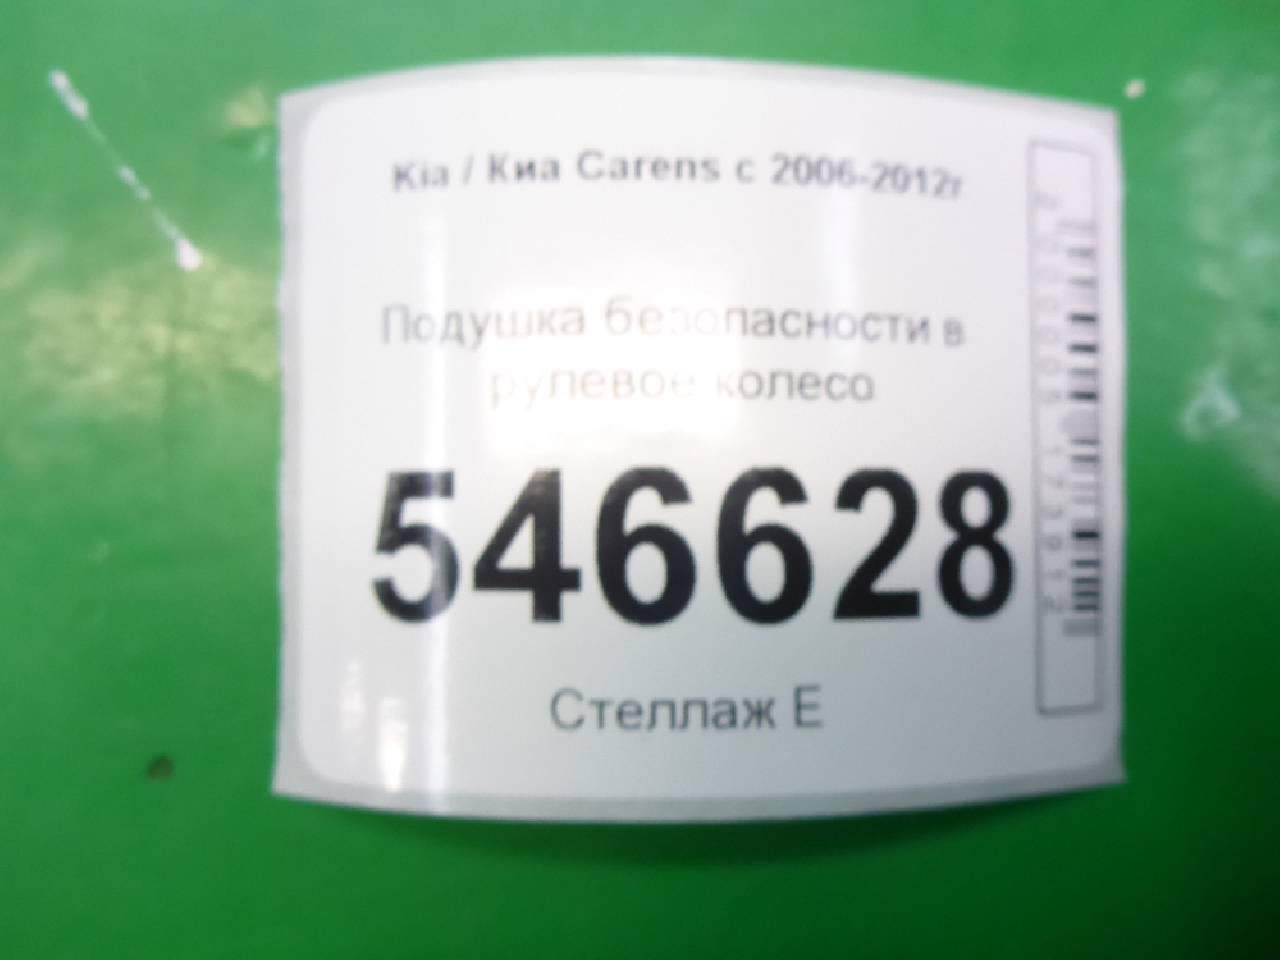 Kia / Киа Carens с 2006-2012г
Подушка безопасности в
рулевое колесо
546628
Стеллаж Е